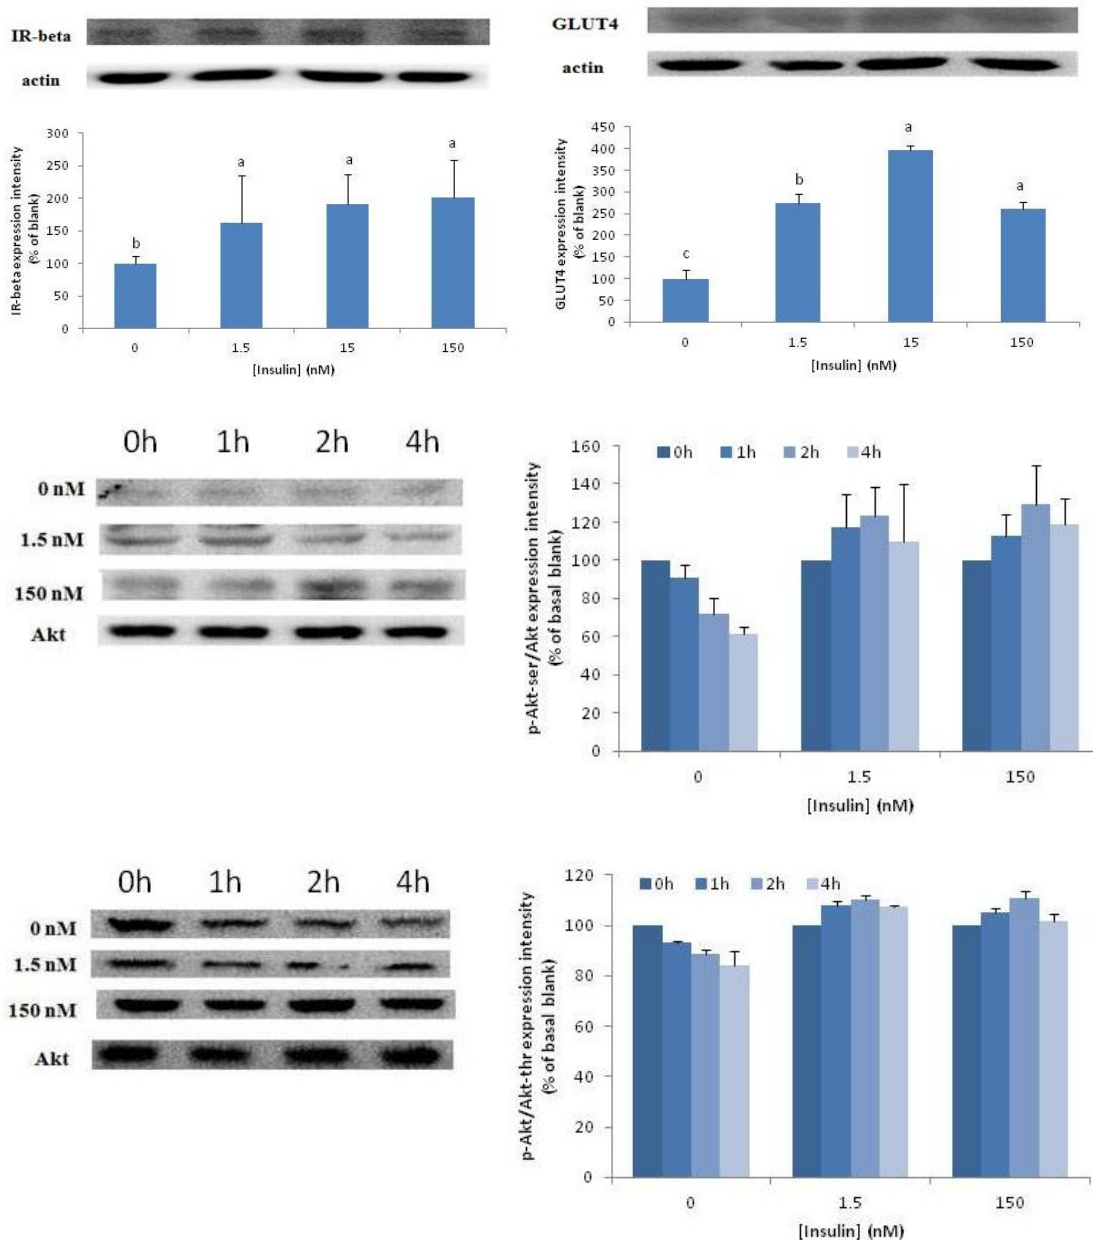 IR-beta
actin
GLUT4
actin
IR-beta expression intensity
(% of blank)
300
250
200
150
100
50
0
b
a
a
a
0 1.5 15 150
[Insulin] (nM)
GLUT4 expression intensity
(% of blank)
450
400
350
300
250
200
150
100
50
0
c
b
a
a
0 1.5 15 150
[Insulin] (nM)
0h 1h 2h 4h
0 nM
1.5 nM
150 nM
Akt
p-Akt-ser/Akt expression intensity
(% of basal blank)
160
140
120
100
80
60
40
20
0
0h 1h 2h 4h
0 1.5 150
[Insulin] (nM)
0h 1h 2h 4h
0 nM
1.5 nM
150 nM
Akt
p-Akt/Akt-thr expression intensity
(% of basal blank)
120
100
80
60
40
20
0
0h 1h 2h 4h
0 1.5 150
[Insulin] (nM)